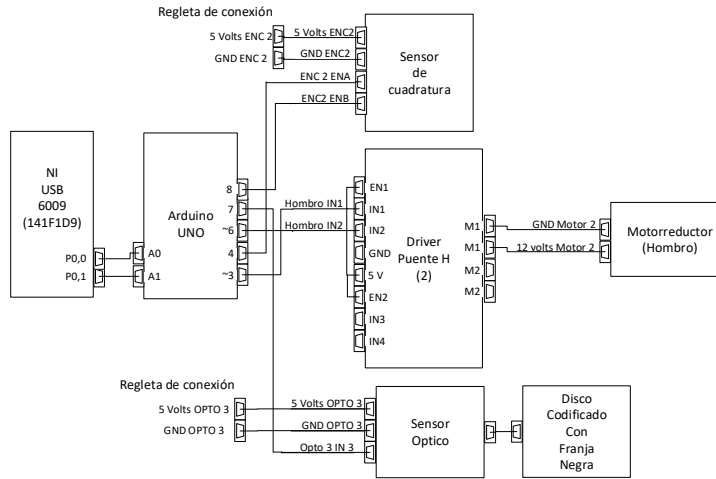 Regleta de conexión
5 Volts ENC 2
5 Volts ENC2
GND ENC 2
GND ENC2
ENC 2 ENA
ENC2 ENB
Sensor
de
cuadratura
NI
USB
6009
(141F1D9)
P0,0
P0,1
Arduino
UNO
A0
A1
8
7
~6
4
~3
Hombro IN1
Hombro IN2
EN1
IN1
IN2
GND
5 V
EN2
IN3
IN4
Driver
Puente H
(2)
M1
M1
M2
M2
GND Motor 2
12 volts Motor 2
Motorreductor
(Hombro)
Regleta de conexión
5 Volts OPTO 3
5 Volts OPTO 3
GND OPTO 3
GND OPTO 3
Opto 3 IN 3
Sensor
Optico
Disco
Codificado
Con
Franja
Negra